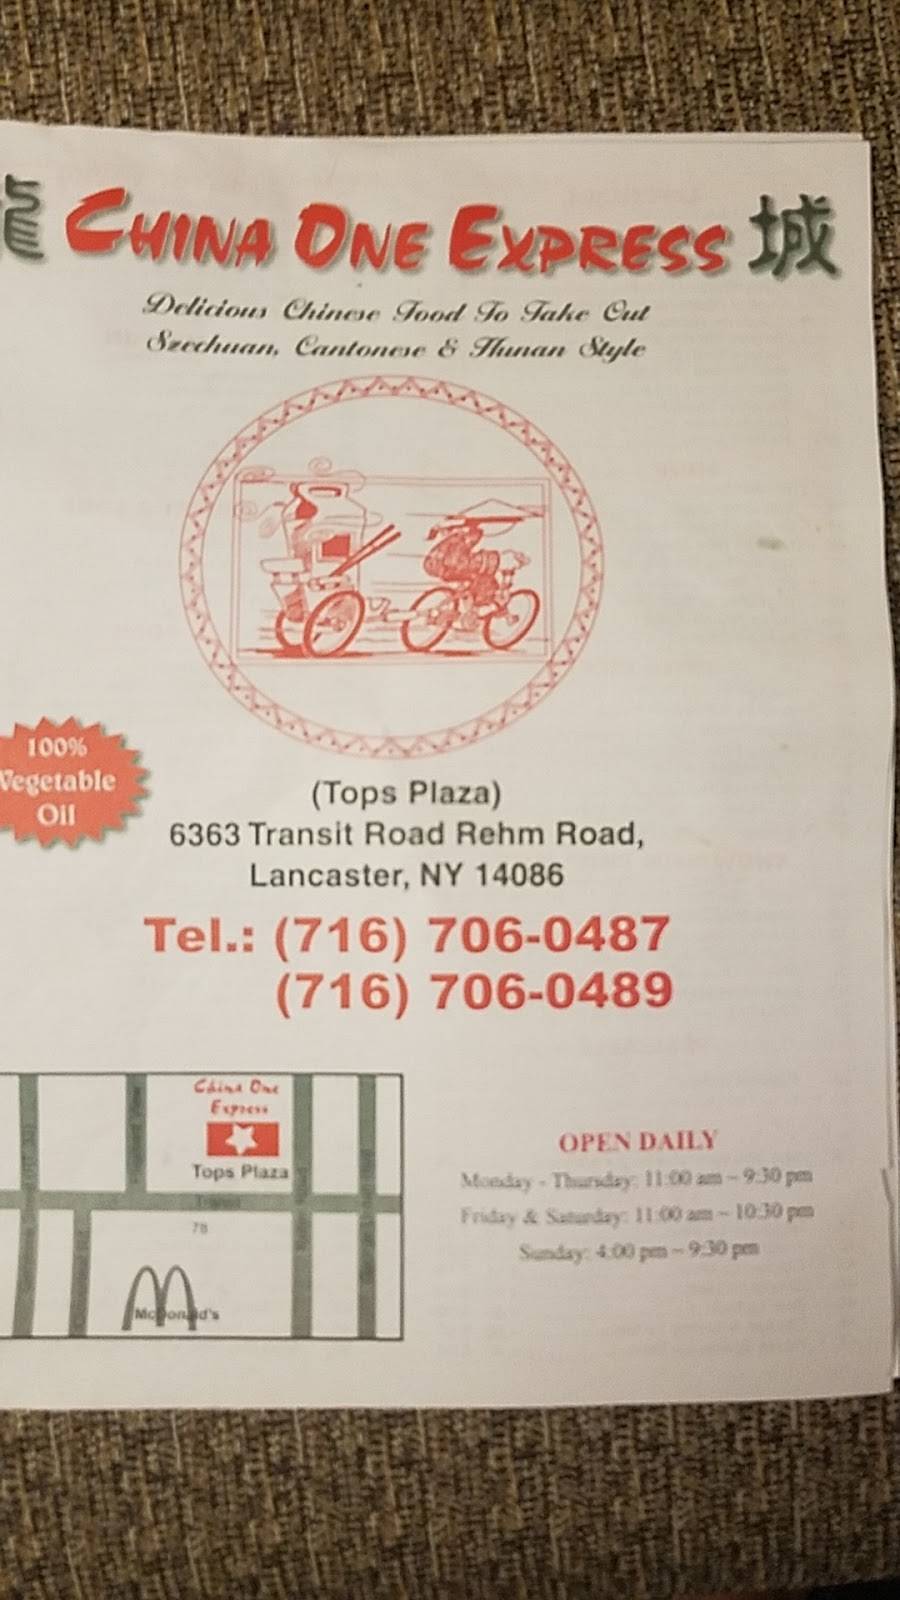 龍 CHINA ONE EXPRESS 城
Delicious Chinese Food To Take Out
Szechuan, Cantonese & Hunan Style
100%
Vegetable
Oil
(Tops Plaza)
6363 Transit Road Rehm Road,
Lancaster, NY 14086
Tel.: (716) 706-0487
(716) 706-0489
China One
Express
Tops Plaza
Transit
78
McDonald's
OPEN DAILY
Monday - Thursday: 11:00 am – 9:30 pm
Friday & Saturday: 11:00 am – 10:30 pm
Sunday: 4:00 pm – 9:30 pm